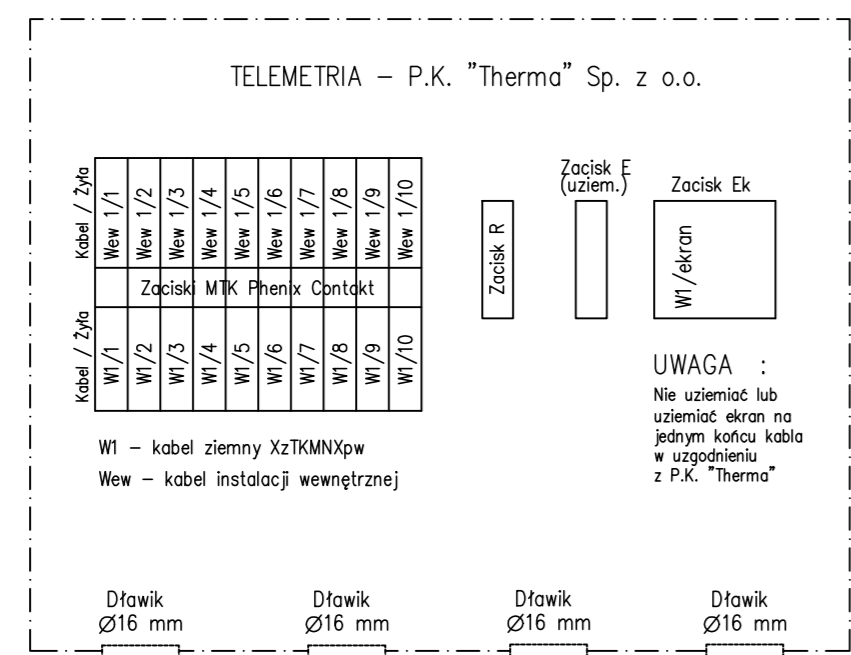 TELEMETRIA – P.K. "Therma" Sp. z o.o.
Kabel / Żyła
Wew 1/1
Wew 1/2
Wew 1/3
Wew 1/4
Wew 1/5
Wew 1/6
Wew 1/7
Wew 1/8
Wew 1/9
Wew 1/10
Zaciski MTK Phenix Contakt
Kabel / Żyła
W1/1
W1/2
W1/3
W1/4
W1/5
W1/6
W1/7
W1/8
W1/9
W1/10
Zacisk R
Zacisk E
(uziem.)
Zacisk Ek
W1/ekran
UWAGA :
Nie uziemiać lub
uziemiać ekran na
jednym końcu kabla
w uzgodnieniu
z P.K. "Therma"
W1 – kabel ziemny XzTKMNXpw
Wew – kabel instalacji wewnętrznej
Dławik
Ø16 mm
Dławik
Ø16 mm
Dławik
Ø16 mm
Dławik
Ø16 mm